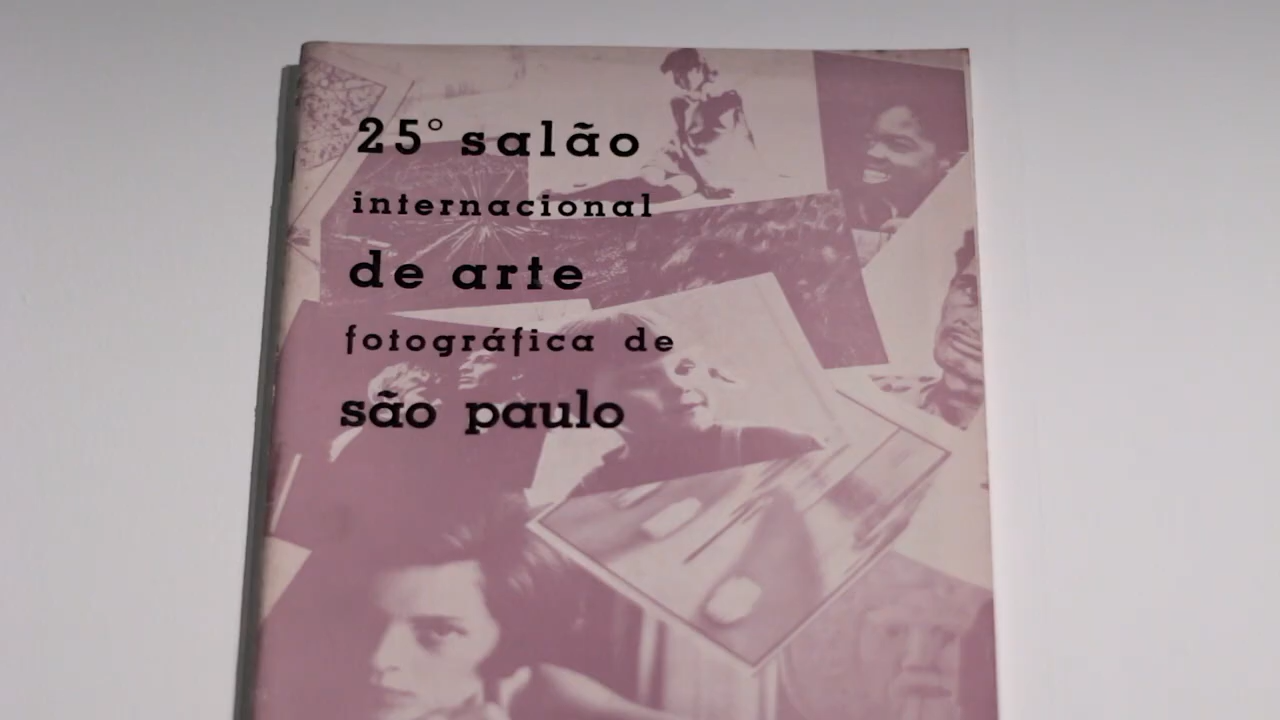 25° salão
internacional
de arte
fotográfica de
são paulo